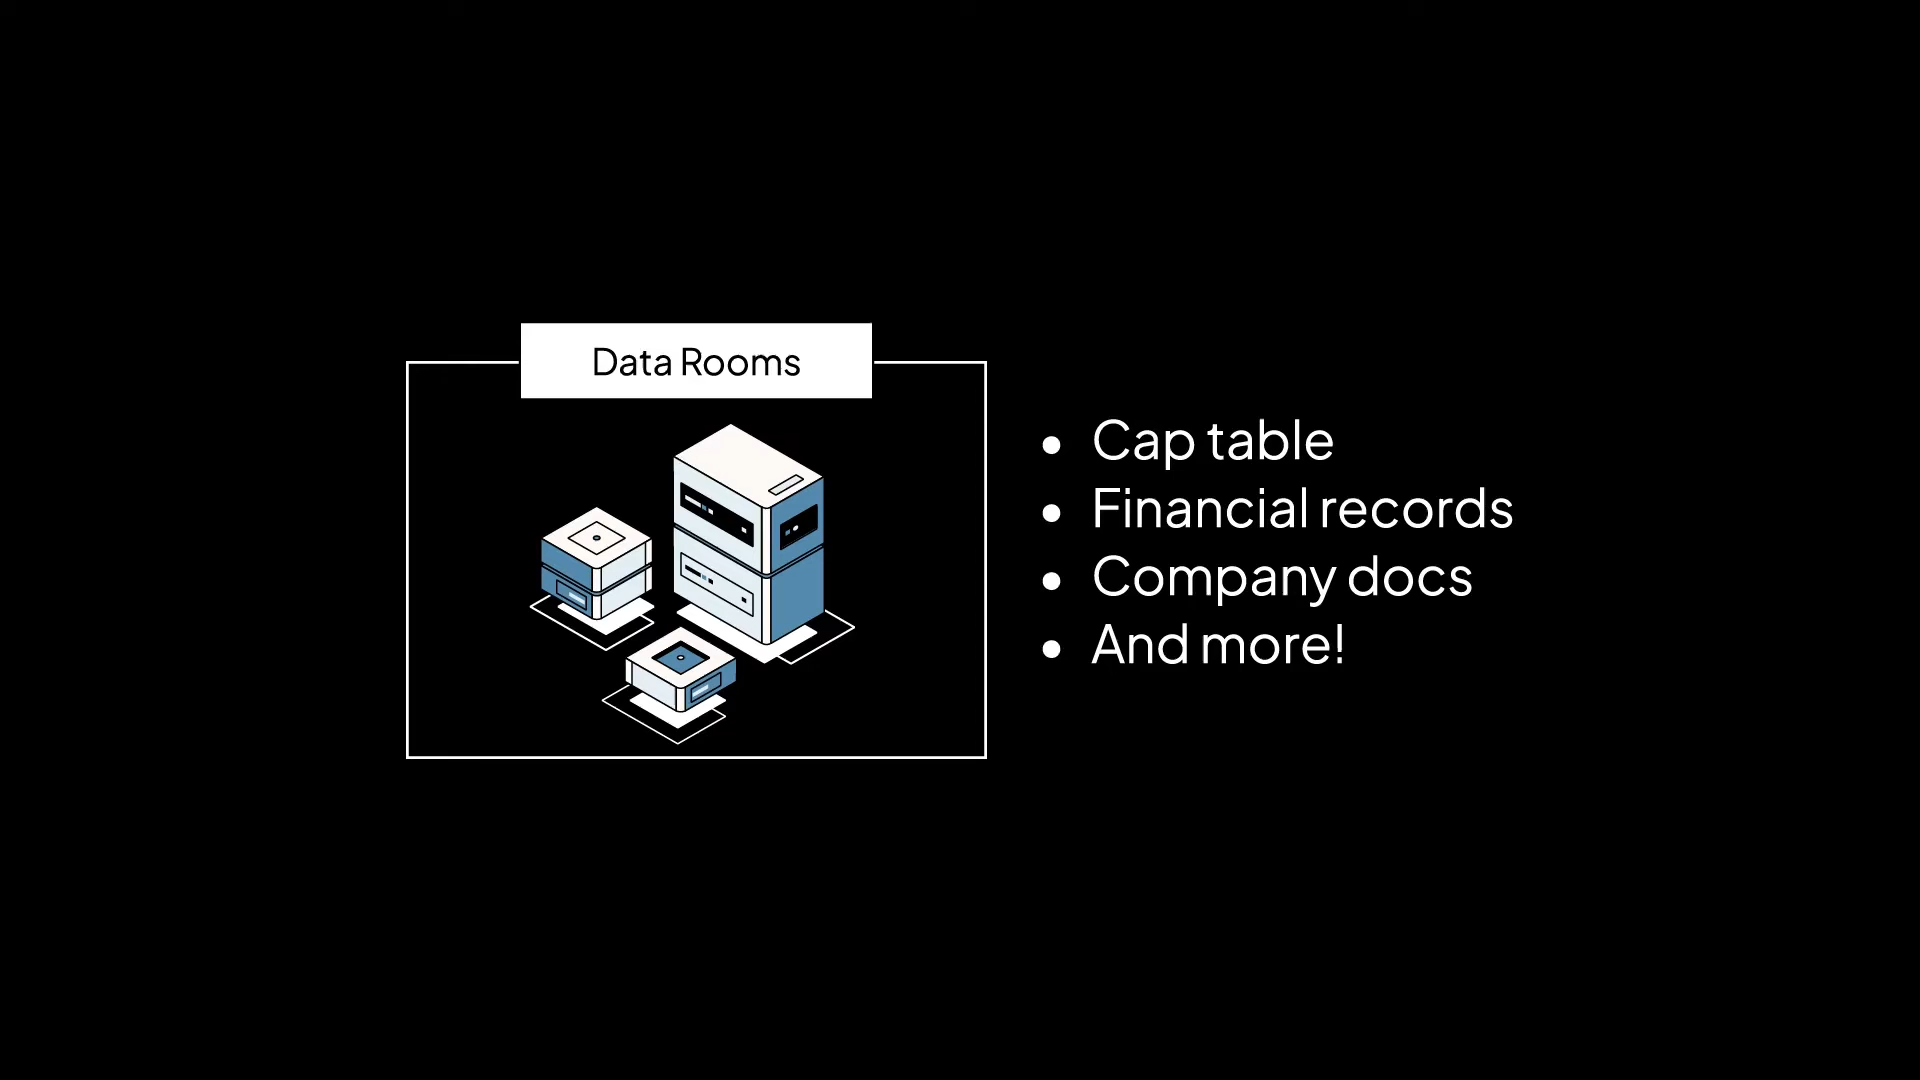 Data Rooms
• Cap table
• Financial records
• Company docs
• And more!